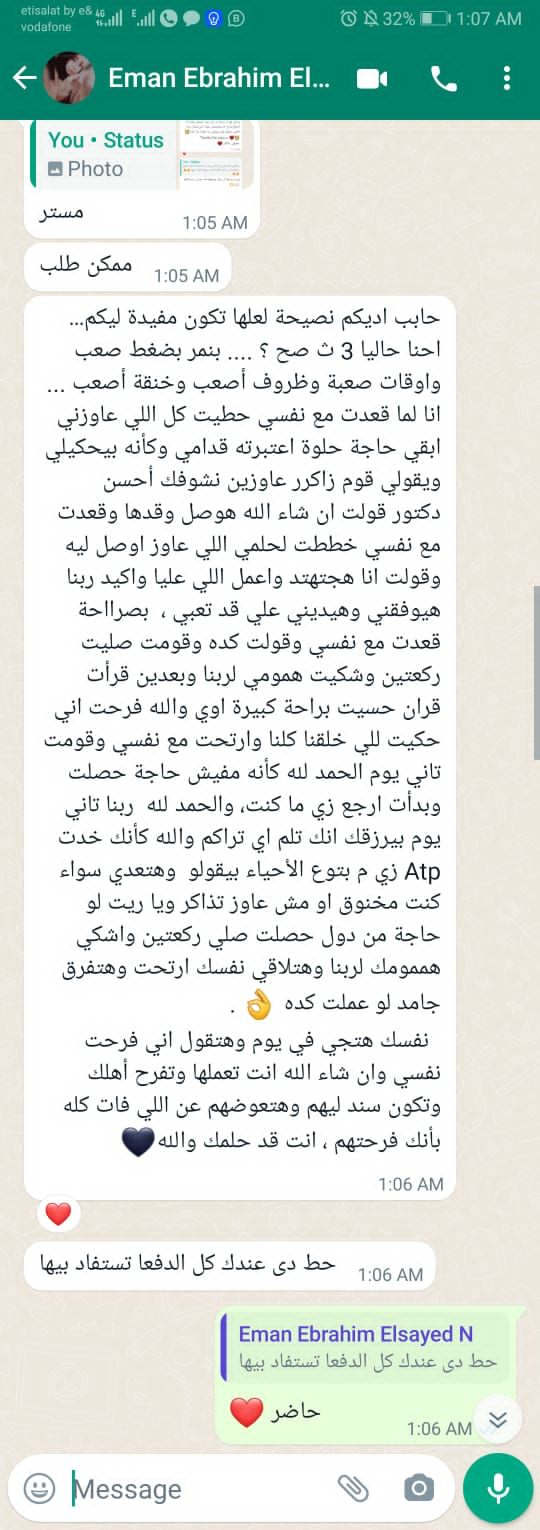 etisalat by e& 4G E 32% 1:07 AM
vodafone
Eman Ebrahim El...
You • Status
Photo
مستر
1:05 AM
ممكن طلب 1:05 AM
حابب اديكم نصيحة لعلها تكون مفيدة ليكم...
احنا حاليا 3 ث صح ؟ .... بنمر بضغط صعب
واوقات صعبة وظروف أصعب وخنقة أصعب ...
انا لما قعدت مع نفسي حطيت كل اللي عاوزني
ابقي حاجة حلوة اعتبرته قدامي وكأنه بيحكيلي
ويقولي قوم زاكرر عاوزين نشوفك أحسن
دكتور قولت ان شاء الله هوصل وقدها وقعدت
مع نفسي خططت لحلمي اللي عاوز اوصل ليه
وقولت انا هجتهتد واعمل اللي عليا واكيد ربنا
هيوفقني وهيديني علي قد تعبي ، بصرااحة
قعدت مع نفسي وقولت كده وقومت صليت
ركعتين وشكيت همومي لربنا وبعدين قرأت
قران حسيت براحة كبيرة اوي والله فرحت اني
حكيت للي خلقنا كلنا وارتحت مع نفسي وقومت
تاني يوم الحمد لله كأنه مفيش حاجة حصلت
وبدأت ارجع زي ما كنت، والحمد لله ربنا تاني
يوم بيرزقك انك تلم اي تراكم والله كأنك خدت
Atp زي م بتوع الأحياء بيقولو وهتعدي سواء
كنت مخنوق او مش عاوز تذاكر ويا ريت لو
حاجة من دول حصلت صلي ركعتين واشكي
هممومك لربنا وهتلاقي نفسك ارتحت وهتفرق
جامد لو عملت كده 👌 .
نفسك هتجي في يوم وهتقول اني فرحت
نفسي وان شاء الله انت تعملها وتفرح أهلك
وتكون سند ليهم وهتعوضهم عن اللي فات كله
بأنك فرحتهم ، انت قد حلمك والله🖤
1:06 AM
❤️
حط دى عندك كل الدفعا تستفاد بيها 1:06 AM
Eman Ebrahim Elsayed N
حط دى عندك كل الدفعا تستفاد بيها
حاضر ❤️
1:06 AM
Message